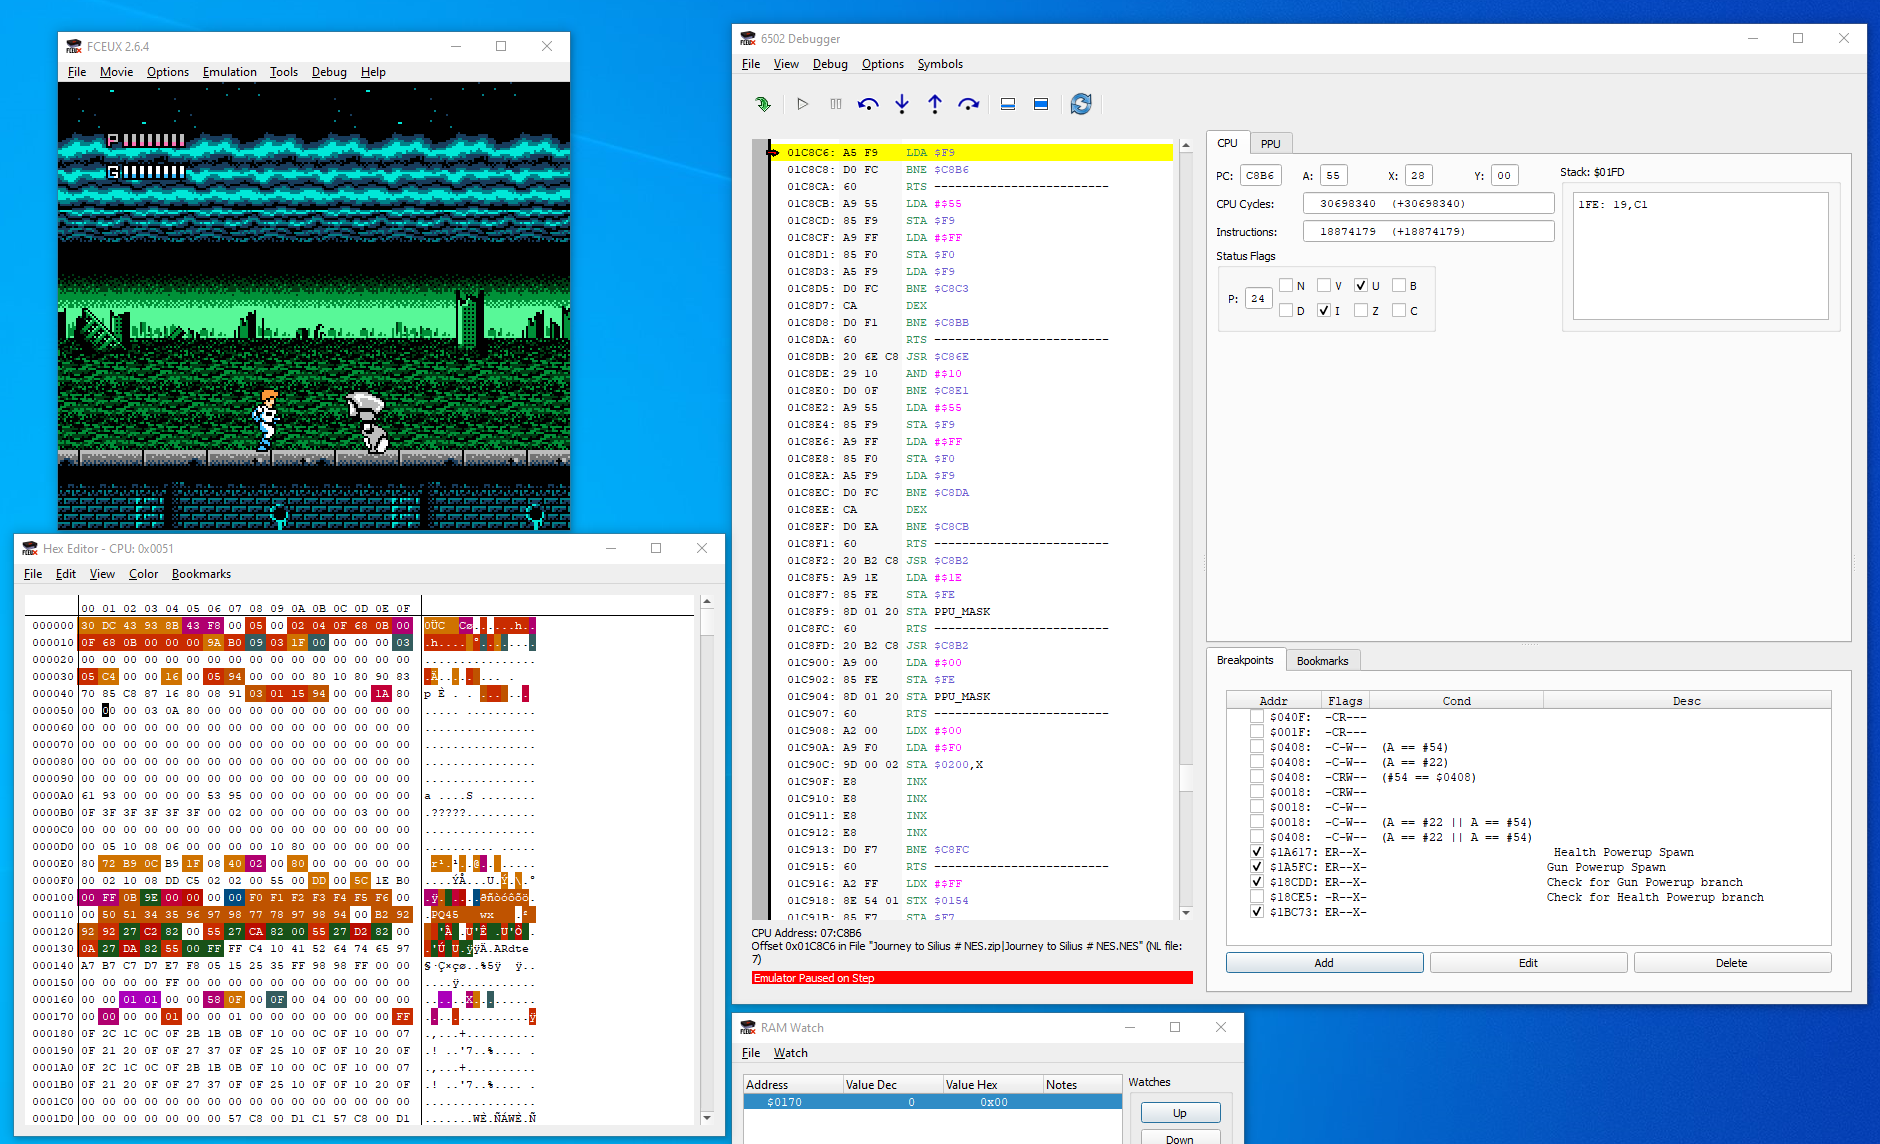 FCEUX 2.6.4
File Movie Options Emulation Tools Debug Help
P
G
Hex Editor - CPU: 0x0051
File Edit View Color Bookmarks
00 01 02 03 04 05 06 07 08 09 0A 0B 0C 0D 0E 0F
000000 30 DC 43 93 8B 43 F8 00 05 00 02 04 0F 68 0B 00
000010 0F 68 0B 00 00 00 9A B0 09 03 1F 00 00 00 00 03
000020 00 00 00 00 00 00 00 00 00 00 00 00 00 00 00 00
000030 05 C4 00 00 16 00 05 94 00 00 00 80 10 80 90 83
000040 70 85 C8 87 16 80 08 91 03 01 15 94 00 00 1A 80
000050 00 00 00 03 0A 80 00 00 00 00 00 00 00 00 00 00
000060 00 00 00 00 00 00 00 00 00 00 00 00 00 00 00 00
000070 00 00 00 00 00 00 00 00 00 00 00 00 00 00 00 00
000080 00 00 00 00 00 00 00 00 00 00 00 00 00 00 00 00
000090 00 00 00 00 00 00 00 00 00 00 00 00 00 00 00 00
0000A0 61 93 00 00 00 00 53 95 00 00 00 00 00 00 00 00
0000B0 0F 3F 3F 3F 3F 3F 00 02 00 00 00 00 00 03 00 00
0000C0 00 00 00 00 00 00 00 00 00 00 00 00 00 00 00 00
0000D0 00 05 10 08 06 00 00 00 00 10 80 00 00 00 00 00
0000E0 80 72 B9 0C B9 1F 08 40 02 00 80 00 00 00 00 00
0000F0 00 02 10 08 DD C5 02 02 00 55 00 DD 00 5C 1E B0
000100 00 FF 0B 9E 00 00 00 00 F0 F1 F2 F3 F4 F5 F6 00
000110 00 50 51 34 35 96 97 98 77 78 97 98 94 00 B2 92
000120 92 92 27 C2 82 00 55 27 CA 82 00 55 27 D2 82 00
000130 0A 27 DA 82 55 00 FF FF C4 10 41 52 64 74 65 97
000140 A7 B7 C7 D7 E7 F8 05 15 25 35 FF 98 98 FF 00 00
000150 00 00 00 00 FF 00 00 00 00 00 00 00 00 00 00 00
000160 00 00 01 01 00 00 58 0F 00 0F 00 04 00 00 00 00
000170 00 00 00 00 01 00 00 01 00 00 00 00 00 00 00 FF
000180 0F 2C 1C 0C 0F 2B 1B 0B 0F 10 00 0C 0F 10 00 07
000190 0F 21 20 0F 0F 27 37 0F 0F 25 10 0F 0F 10 20 0F
0001A0 0F 2C 1C 0C 0F 2B 1B 0B 0F 10 00 0C 0F 10 00 07
0001B0 0F 21 20 0F 0F 27 37 0F 0F 25 10 0F 0F 10 20 0F
0001C0 00 00 00 00 00 00 00 00 00 00 00 00 00 00 00 00
0001D0 00 00 00 00 00 00 00 57 C8 00 D1 C1 57 C8 00 D1
6502 Debugger
File View Debug Options Symbols
01C8C6: A5 F9 LDA $F9
01C8C8: D0 FC BNE $C8B6
01C8CA: 60 RTS --------------------------
01C8CB: A9 55 LDA #$55
01C8CD: 85 F9 STA $F9
01C8CF: A9 FF LDA #$FF
01C8D1: 85 F0 STA $F0
01C8D3: A5 F9 LDA $F9
01C8D5: D0 FC BNE $C8C3
01C8D7: CA DEX
01C8D8: D0 F1 BNE $C8BB
01C8DA: 60 RTS --------------------------
01C8DB: 20 6E C8 JSR $C86E
01C8DE: 29 10 AND #$10
01C8E0: D0 0F BNE $C8E1
01C8E2: A9 55 LDA #$55
01C8E4: 85 F9 STA $F9
01C8E6: A9 FF LDA #$FF
01C8E8: 85 F0 STA $F0
01C8EA: A5 F9 LDA $F9
01C8EC: D0 FC BNE $C8DA
01C8EE: CA DEX
01C8EF: D0 EA BNE $C8CB
01C8F1: 60 RTS --------------------------
01C8F2: 20 B2 C8 JSR $C8B2
01C8F5: A9 1E LDA #$1E
01C8F7: 85 FE STA $FE
01C8F9: 8D 01 20 STA PPU_MASK
01C8FC: 60 RTS --------------------------
01C8FD: 20 B2 C8 JSR $C8B2
01C900: A9 00 LDA #$00
01C902: 85 FE STA $FE
01C904: 8D 01 20 STA PPU_MASK
01C907: 60 RTS --------------------------
01C908: A2 00 LDX #$00
01C90A: A9 F0 LDA #$F0
01C90C: 9D 00 02 STA $0200,X
01C90F: E8 INX
01C910: E8 INX
01C911: E8 INX
01C912: E8 INX
01C913: D0 F7 BNE $C8FC
01C915: 60 RTS --------------------------
01C916: A2 FF LDX #$FF
01C918: 8E 54 01 STX $0154
01C91B: 85 F7 STA $F7
CPU Address: 07:C8B6
Offset 0x01C8C6 in File "Journey to Silius # NES.zip|Journey to Silius # NES.NES" (NL file:
7)
Emulator Paused on Step
CPU PPU
PC: C8B6 A: 55 X: 28 Y: 00
CPU Cycles: 30698340 (+30698340)
Instructions: 18874179 (+18874179)
Status Flags
P: 24 N V U B
D I Z C
Stack: $01FD
1FE: 19,C1
Breakpoints Bookmarks
Addr Flags Cond Desc
$040F: -CR---
$001F: -CR---
$0408: -C-W-- (A == #54)
$0408: -C-W-- (A == #22)
$0408: -CRW-- (#54 == $0408)
$0018: -CRW--
$0018: -C-W--
$0018: -C-W-- (A == #22 || A == #54)
$0408: -C-W-- (A == #22 || A == #54)
$1A617: ER--X- Health Powerup Spawn
$1A5FC: ER--X- Gun Powerup Spawn
$18CDD: ER--X- Check for Gun Powerup branch
$18CE5: ER--X- Check for Health Powerup branch
$1BC73: ER--X-
Add Edit Delete
RAM Watch
File Watch
Address Value Dec Value Hex Notes
$0170 0 0x00
Watches
Up
Down